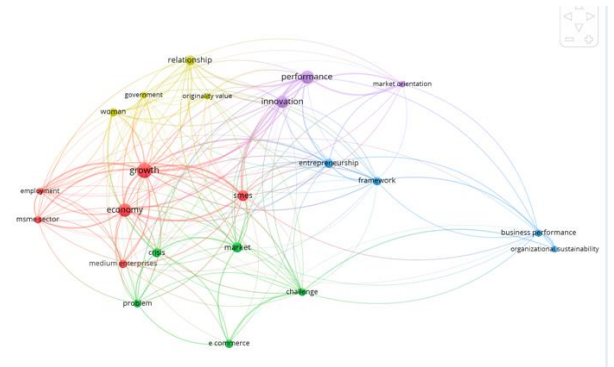 relationship
performance
market orientation
government
originality value
innovation
woman
entrepreneurship
growth
framework
employment
smes
economy
msme sector
business performance
market
organizational sustainability
medium enterprises
challenge
problem
e commerce